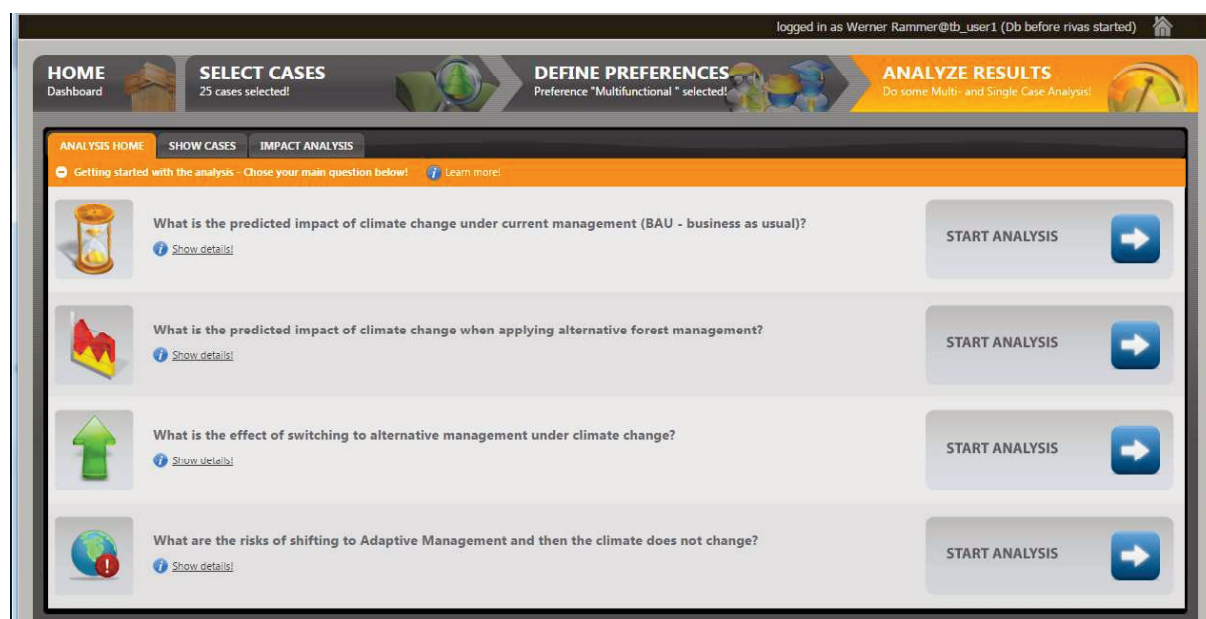 logged in as Werner Rammer@tb_user1 (Db before rivas started)
HOME
Dashboard
SELECT CASES
25 cases selected!
DEFINE PREFERENCES
Preference "Multifunctional " selected!
ANALYZE RESULTS
Do some Multi- and Single Case Analysis!
ANALYSIS HOME SHOW CASES IMPACT ANALYSIS
Getting started with the analysis - Chose your main question below! Learn more!
What is the predicted impact of climate change under current management (BAU - business as usual)?
Show details!
START ANALYSIS
What is the predicted impact of climate change when applying alternative forest management?
Show details!
START ANALYSIS
What is the effect of switching to alternative management under climate change?
Show details!
START ANALYSIS
What are the risks of shifting to Adaptive Management and then the climate does not change?
Show details!
START ANALYSIS